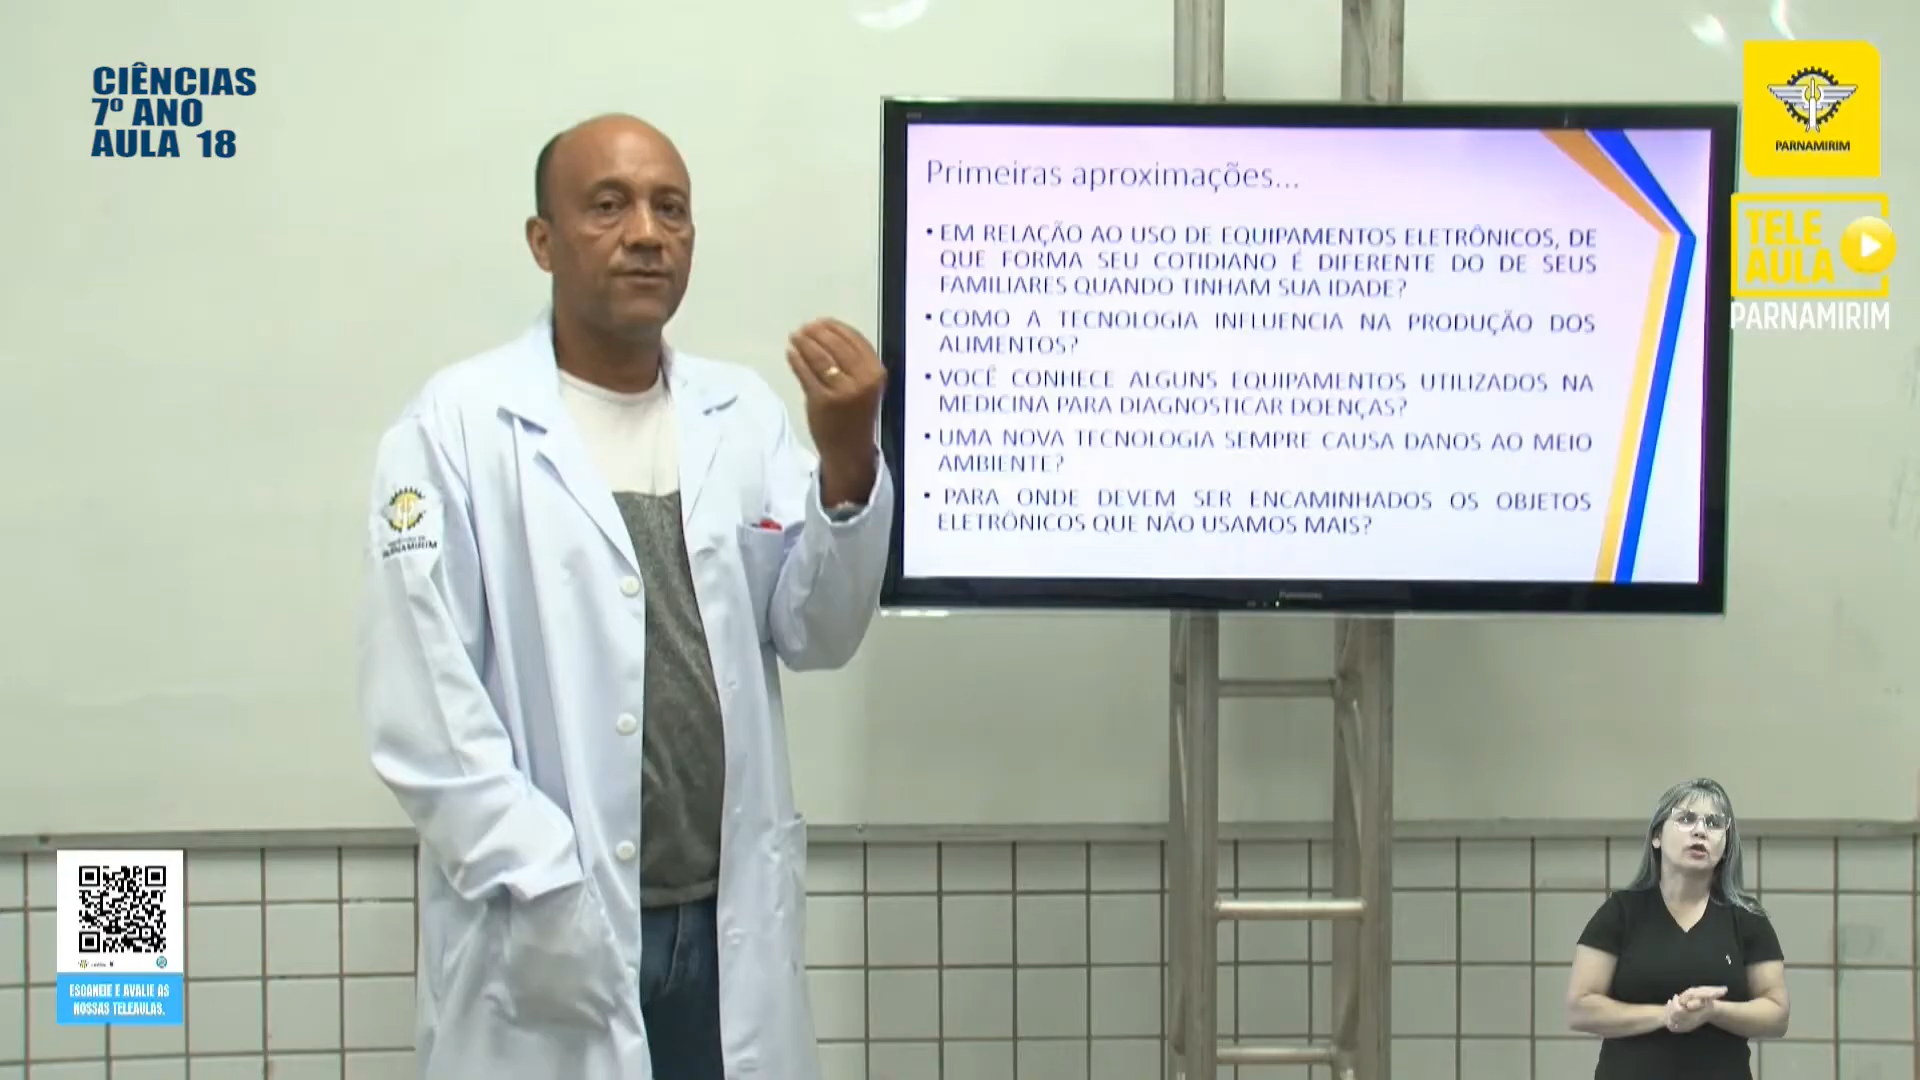 CIÊNCIAS
7º ANO
AULA 18
PARNAMIRIM
TELE
AULA
PARNAMIRIM
Primeiras aproximações...
• EM RELAÇÃO AO USO DE EQUIPAMENTOS ELETRÔNICOS, DE
QUE FORMA SEU COTIDIANO É DIFERENTE DO DE SEUS
FAMILIARES QUANDO TINHAM SUA IDADE?
• COMO A TECNOLOGIA INFLUENCIA NA PRODUÇÃO DOS
ALIMENTOS?
• VOCÊ CONHECE ALGUNS EQUIPAMENTOS UTILIZADOS NA
MEDICINA PARA DIAGNOSTICAR DOENÇAS?
• UMA NOVA TECNOLOGIA SEMPRE CAUSA DANOS AO MEIO
AMBIENTE?
• PARA ONDE DEVEM SER ENCAMINHADOS OS OBJETOS
ELETRÔNICOS QUE NÃO USAMOS MAIS?
Panasonic
PARNAMIRIM
ESCANEIE E AVALIE AS
NOSSAS TELEAULAS.